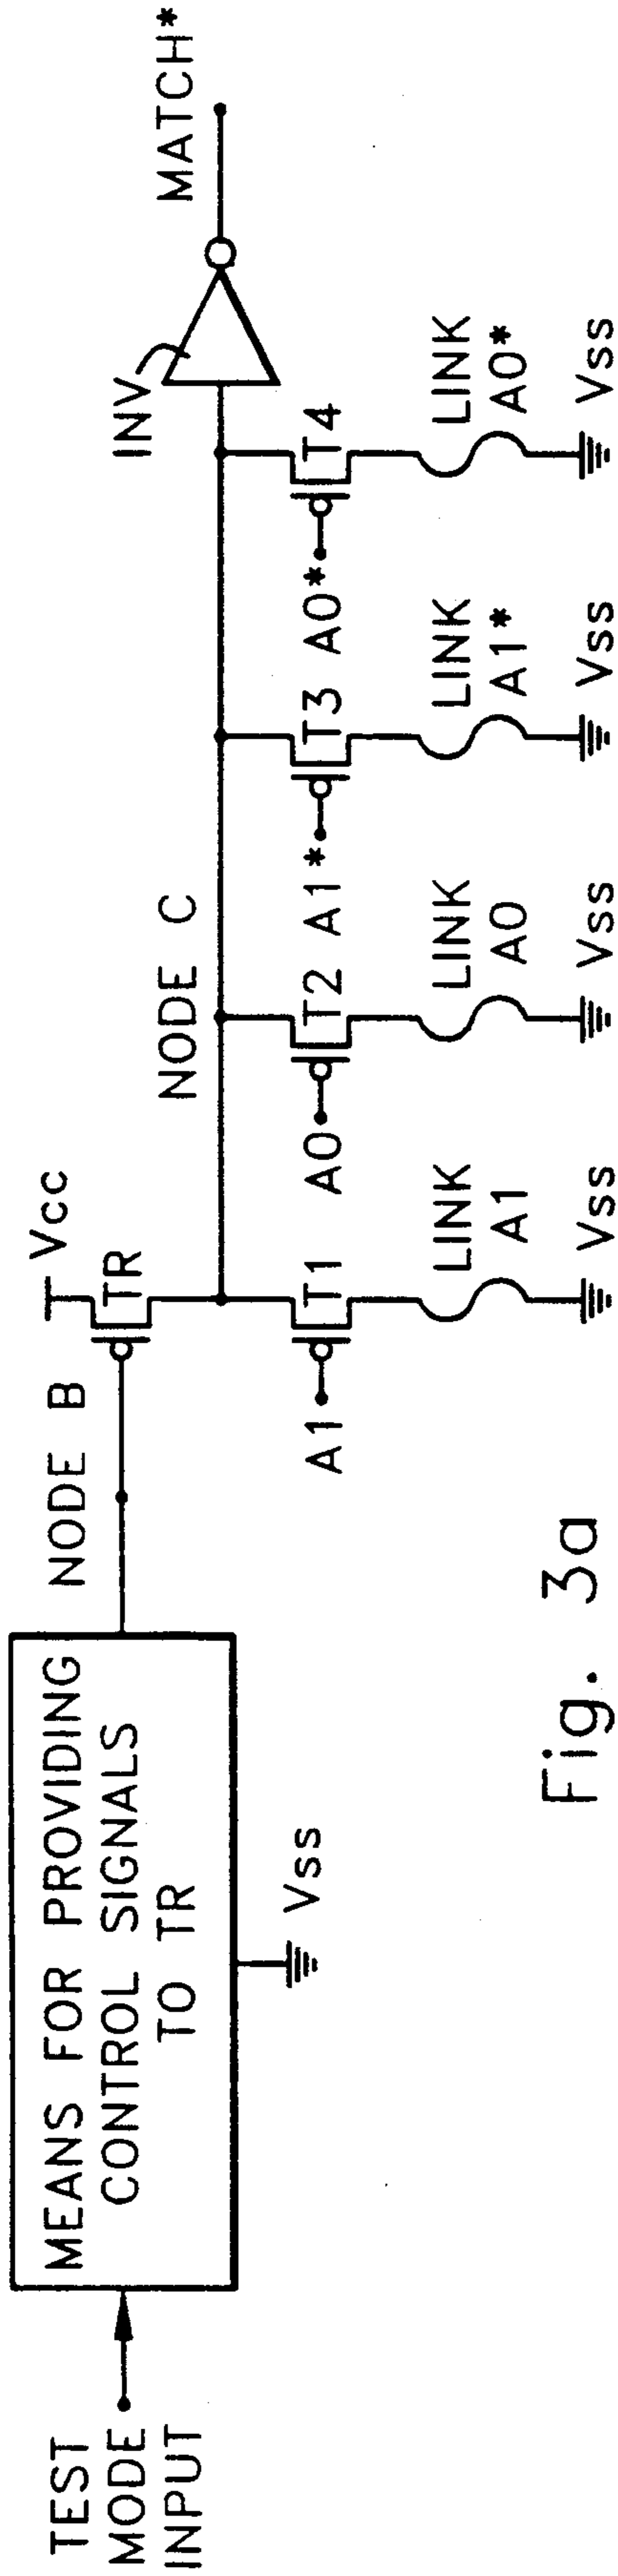 TEST
MODE
INPUT
MEANS FOR PROVIDING
CONTROL SIGNALS
TO TR
Vss
NODE B
Vcc
TR
NODE C
INV
MATCH*
A1
T1
A0
T2
A1*
T3
A0*
T4
LINK
A1
LINK
A0
LINK
A1*
LINK
A0*
Vss
Vss
Vss
Vss
Fig. 3a